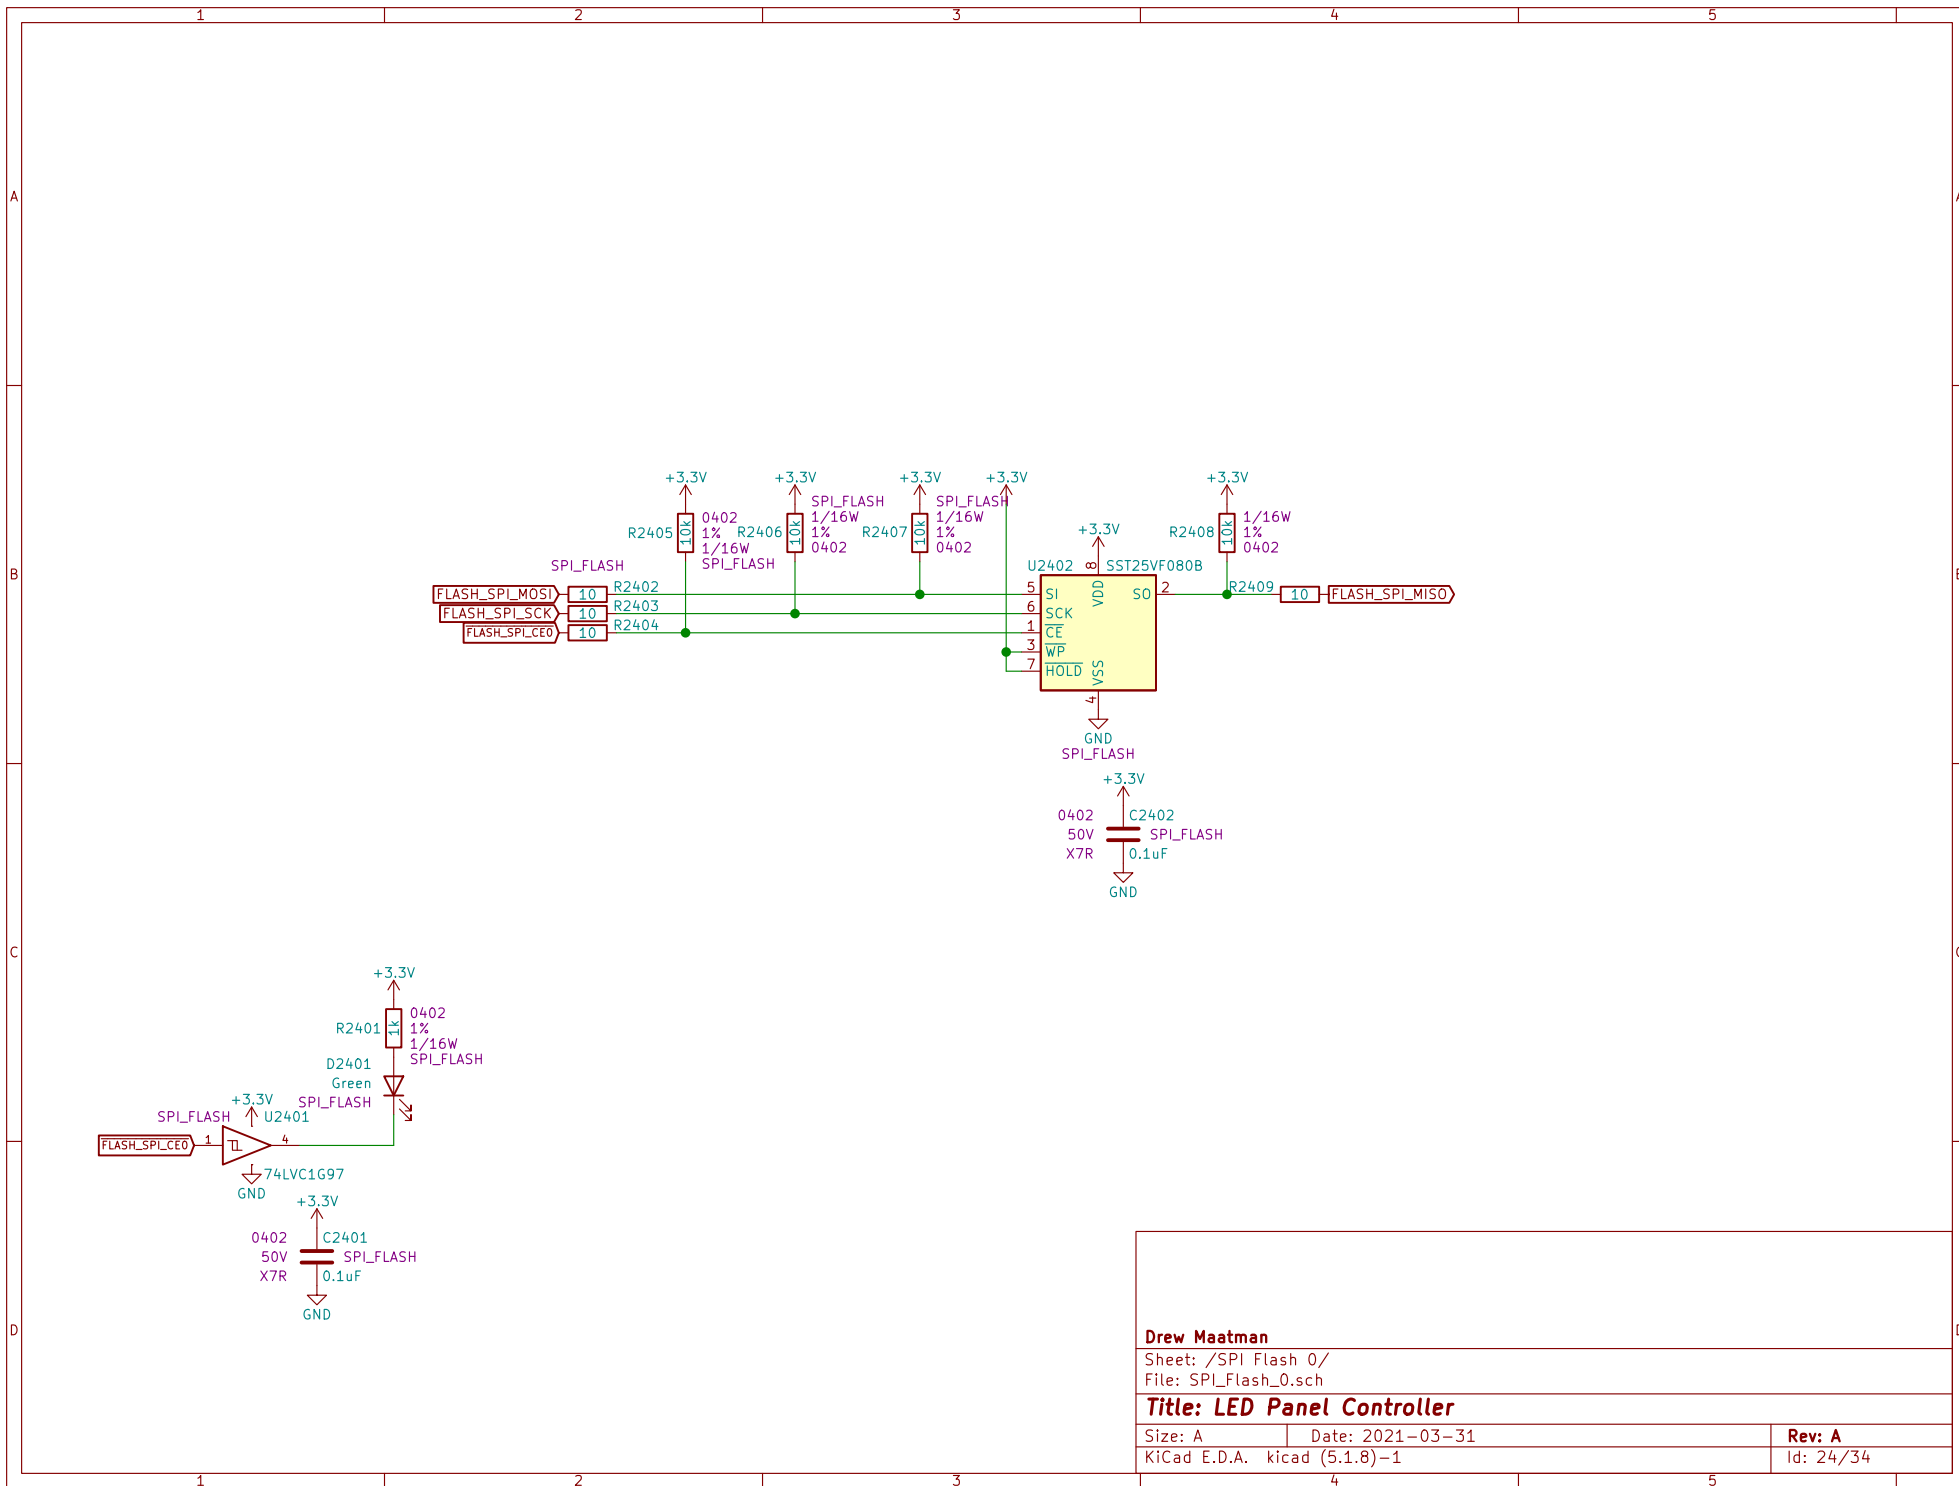 1 2 3 4 5
A A
+3.3V +3.3V +3.3V +3.3V +3.3V
SPI_FLASH SPI_FLASH
R2405 10k 0402 1% 1/16W SPI_FLASH
R2406 10k 1/16W 1% 0402
R2407 10k 1/16W 1% 0402
R2408 10k 1/16W 1% 0402
+3.3V
SPI_FLASH
U2402 8 SST25VF080B
B B
FLASH_SPI_MOSI 10 R2402 5 SI VDD SO 2 R2409 10 FLASH_SPI_MISO
FLASH_SPI_SCK 10 R2403 6 SCK
FLASH_SPI_CE0 10 R2404 1 CE
3 WP
7 HOLD VSS
4
GND
SPI_FLASH
+3.3V
0402 C2402
50V SPI_FLASH
X7R 0.1uF
GND
C
+3.3V
R2401 1k 0402
1%
1/16W
SPI_FLASH
D2401
Green
SPI_FLASH
+3.3V
SPI_FLASH U2401
FLASH_SPI_CE0 1 4
74LVC1G97
GND
+3.3V
0402 C2401
50V SPI_FLASH
X7R 0.1uF
GND
D
Drew Maatman
Sheet: /SPI Flash 0/
File: SPI_Flash_0.sch
Title: LED Panel Controller
Size: A Date: 2021-03-31 Rev: A
KiCad E.D.A. kicad (5.1.8)-1 Id: 24/34
1 2 3 4 5